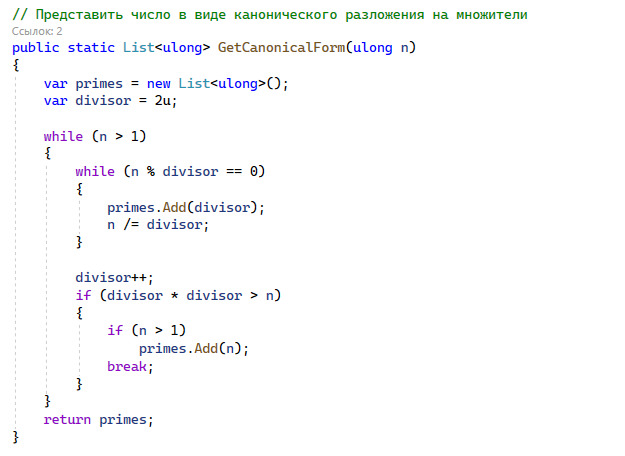 // Представить число в виде канонического разложения на множители
Ссылок: 2
public static List<ulong> GetCanonicalForm(ulong n)
{
    var primes = new List<ulong>();
    var divisor = 2u;

    while (n > 1)
    {
        while (n % divisor == 0)
        {
            primes.Add(divisor);
            n /= divisor;
        }

        divisor++;
        if (divisor * divisor > n)
        {
            if (n > 1)
                primes.Add(n);
            break;
        }
    }
    return primes;
}